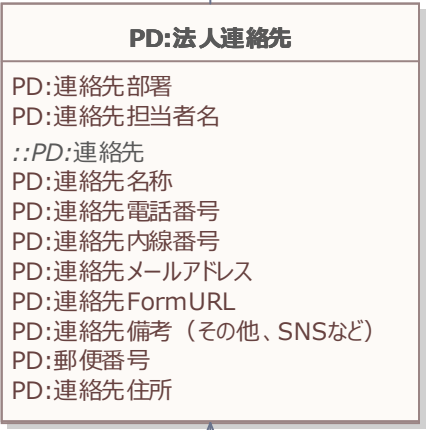 PD:法人連絡先
PD:連絡先部署
PD:連絡先担当者名
::PD:連絡先
PD:連絡先名称
PD:連絡先電話番号
PD:連絡先内線番号
PD:連絡先メールアドレス
PD:連絡先FormURL
PD:連絡先備考（その他、SNSなど）
PD:郵便番号
PD:連絡先住所